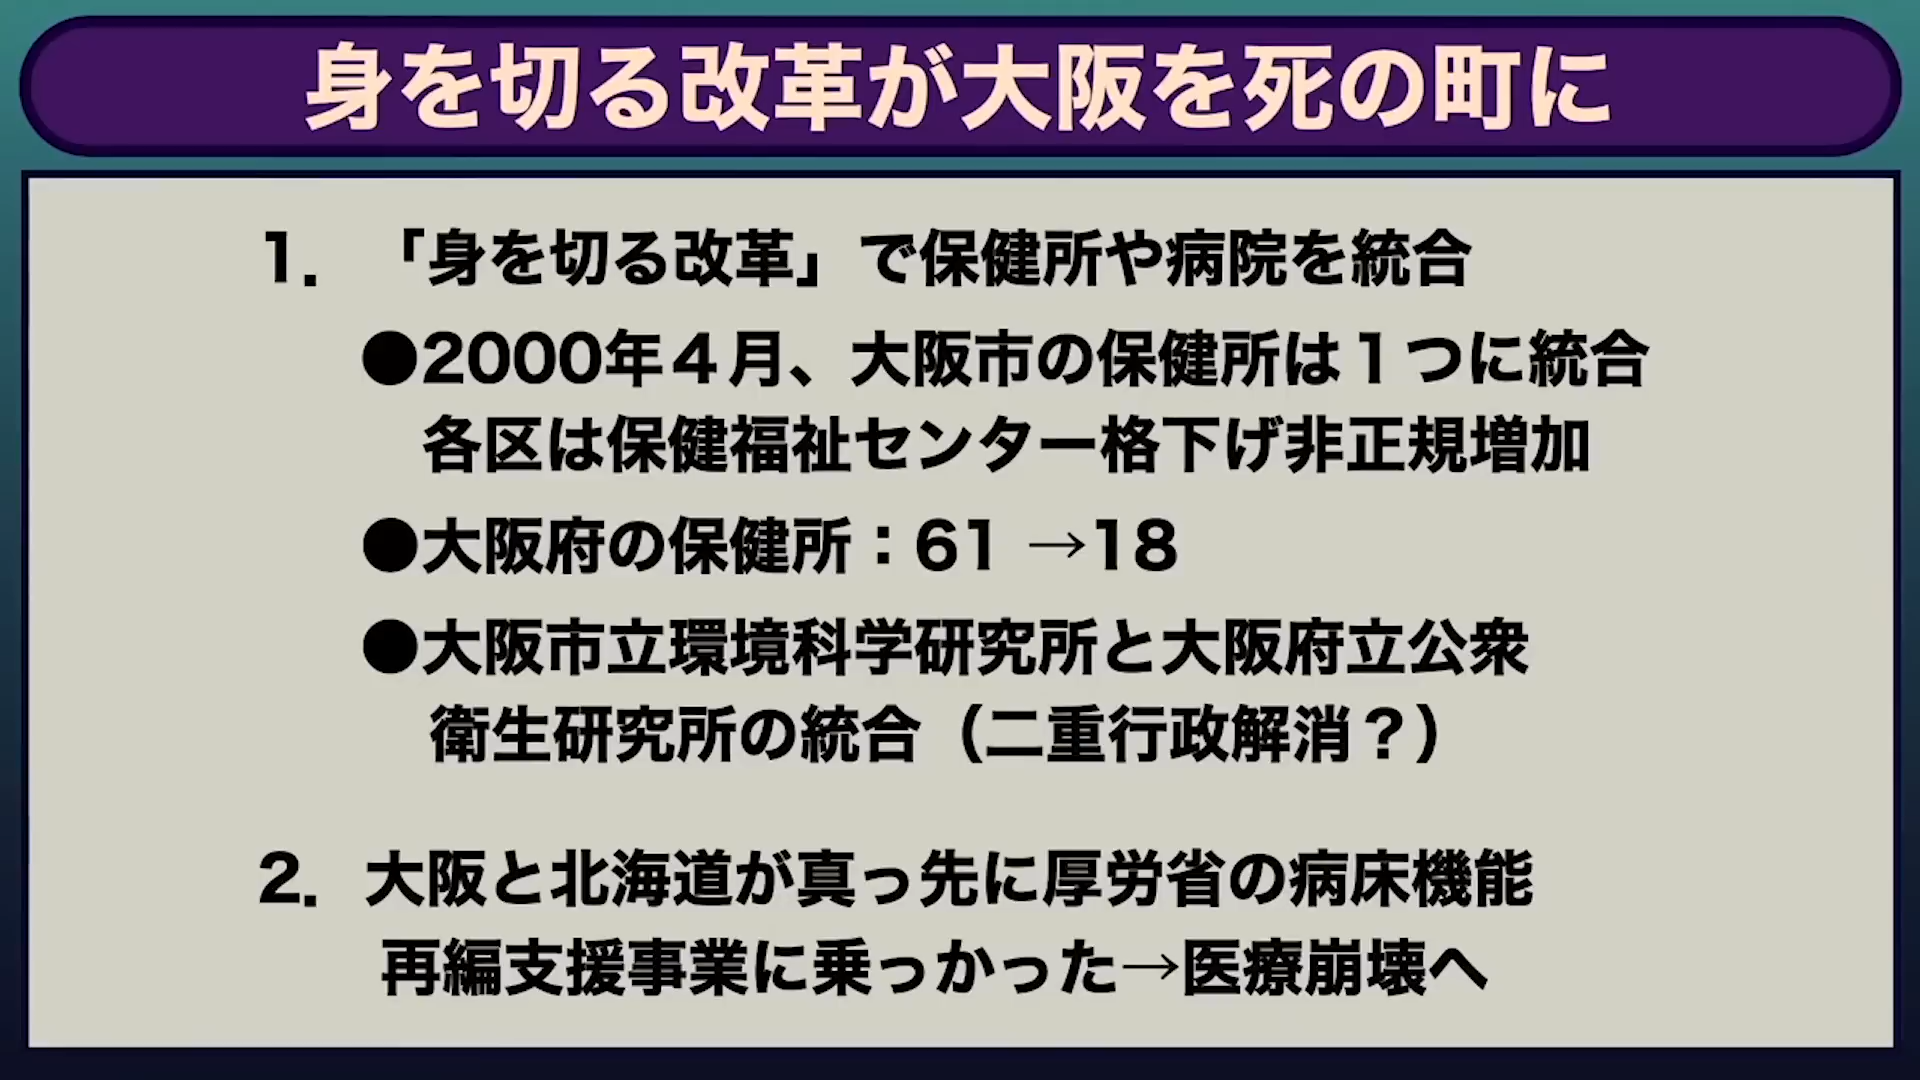 身を切る改革が大阪を死の町に
1. 「身を切る改革」で保健所や病院を統合
●2000年４月、大阪市の保健所は１つに統合
各区は保健福祉センター格下げ非正規増加
●大阪府の保健所：61 →18
●大阪市立環境科学研究所と大阪府立公衆
衛生研究所の統合（二重行政解消？）
2. 大阪と北海道が真っ先に厚労省の病床機能
再編支援事業に乗っかった→医療崩壊へ